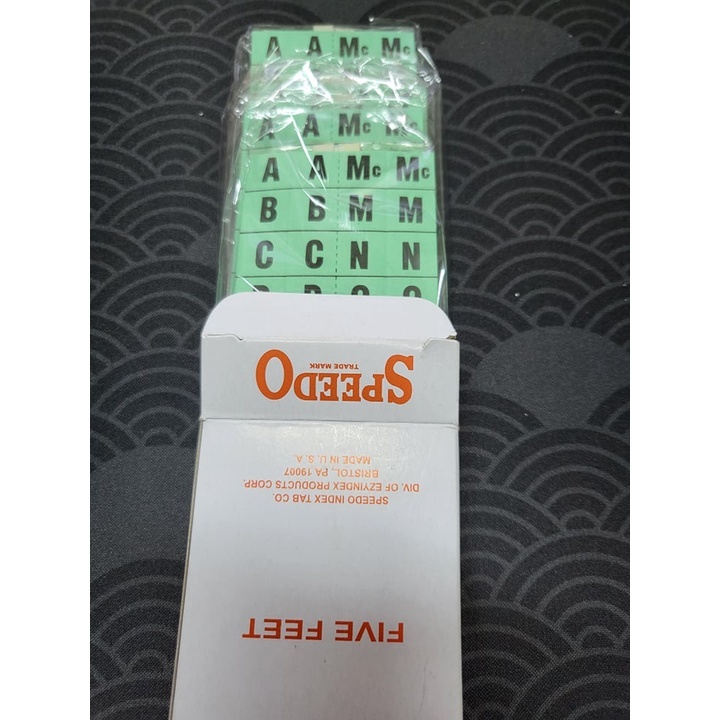 A A Mc Mc
A A Mc Mc
A A Mc Mc
B B M M
C C N N
FIVE FEET
SPEEDO INDEX TAB CO.
DIV. OF EZYINDEX PRODUCTS CORP.
BRISTOL, PA 19007
MADE IN U. S. A.
SPEEDO
TRADE MARK